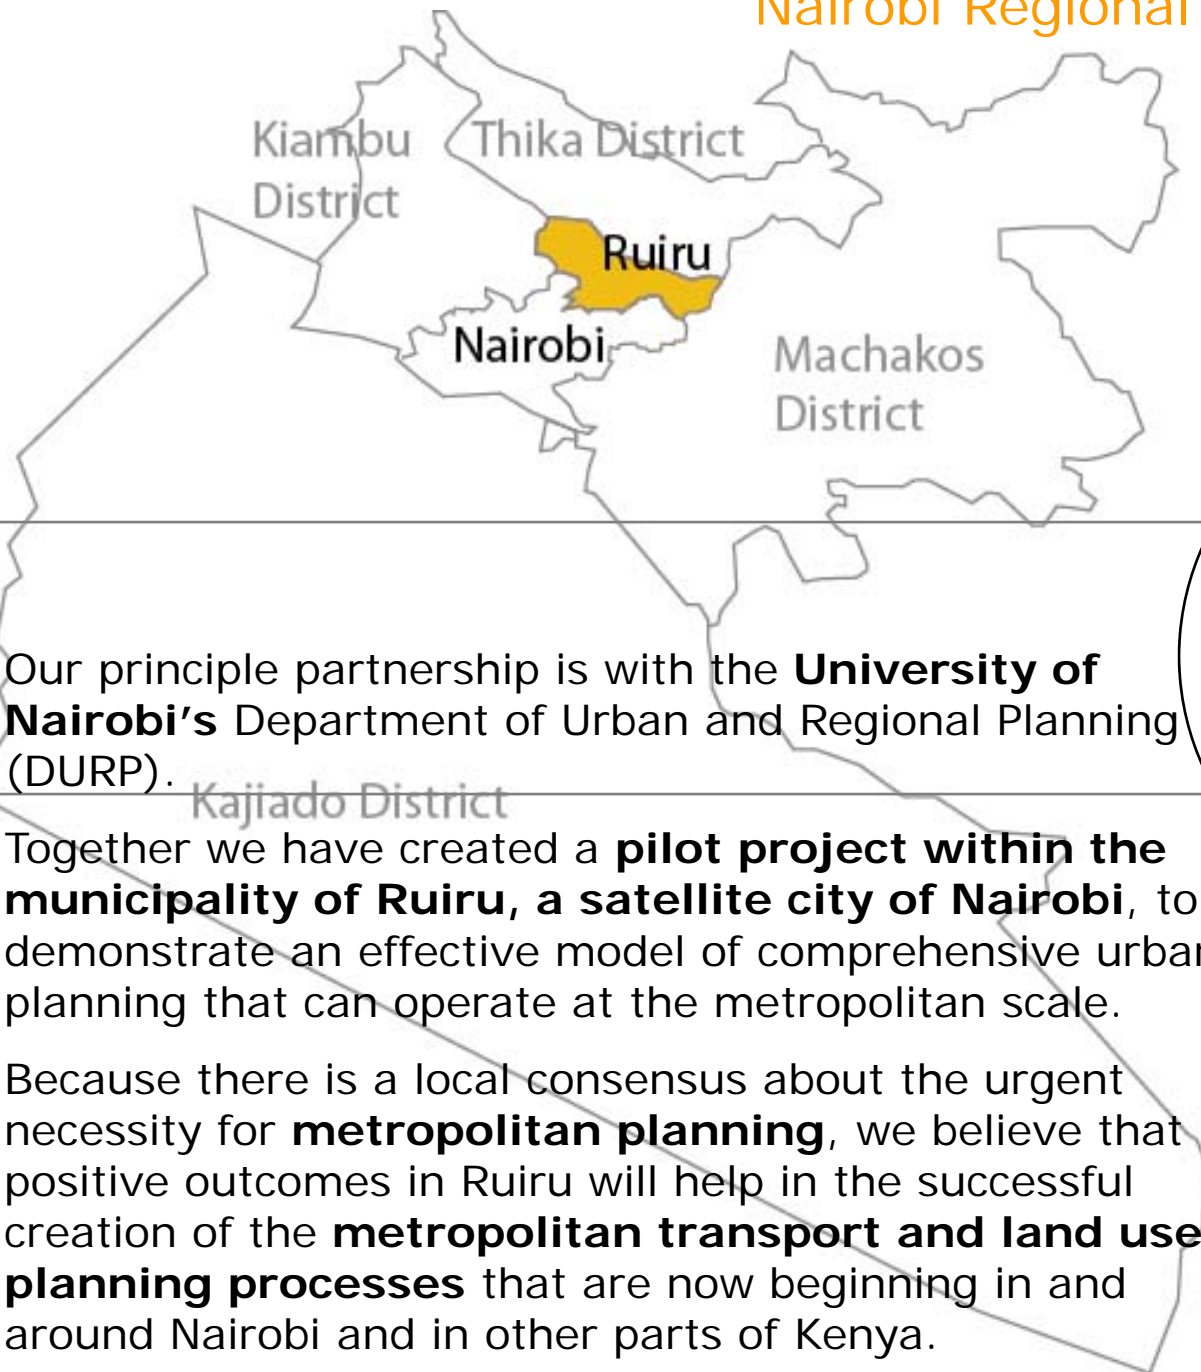 Nairobi Regional
Kiambu
District
Thika District
Ruiru
Nairobi
Machakos
District
Our principle partnership is with the University of
Nairobi’s Department of Urban and Regional Planning
(DURP).
Kajiado District
Together we have created a pilot project within the
municipality of Ruiru, a satellite city of Nairobi, to
demonstrate an effective model of comprehensive urban
planning that can operate at the metropolitan scale.
Because there is a local consensus about the urgent
necessity for metropolitan planning, we believe that
positive outcomes in Ruiru will help in the successful
creation of the metropolitan transport and land use
planning processes that are now beginning in and
around Nairobi and in other parts of Kenya.